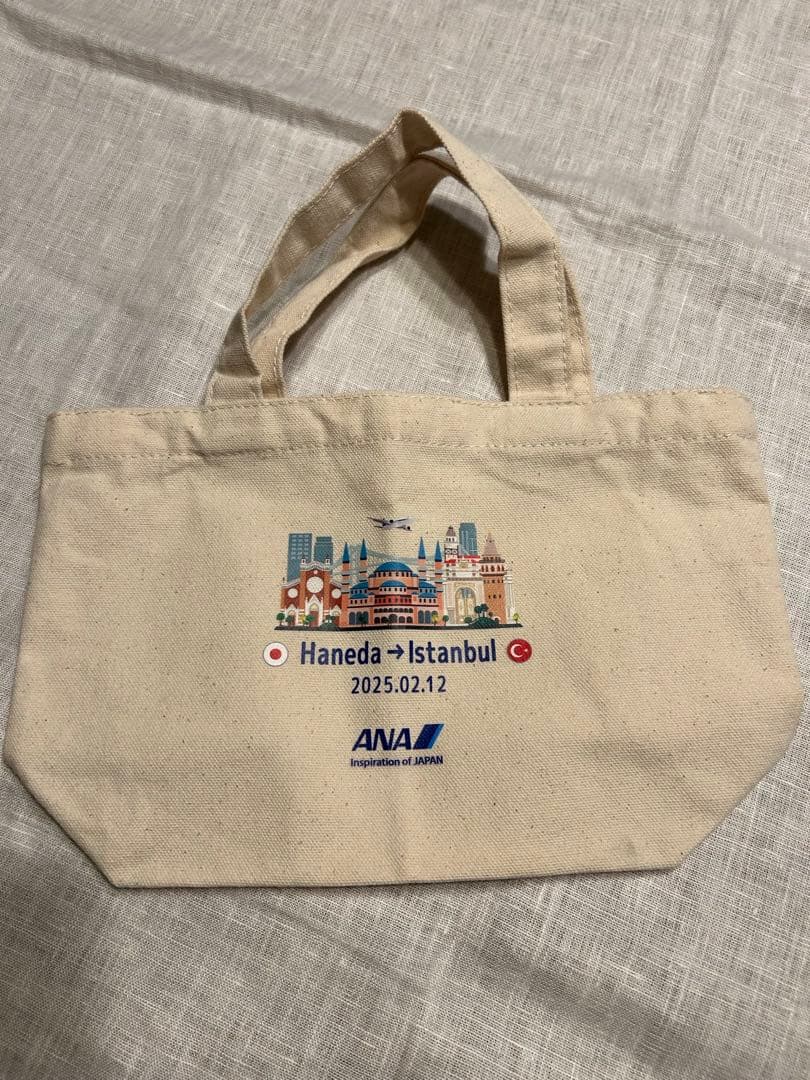 Haneda → Istanbul
2025.02.12
ANA
Inspiration of JAPAN